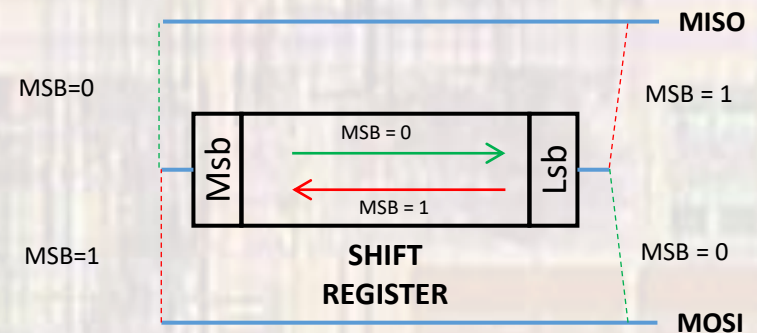 MISO
MSB=0
MSB = 1
Msb
MSB = 0
Lsb
MSB = 1
MSB=1
SHIFT
REGISTER
MSB = 0
MOSI